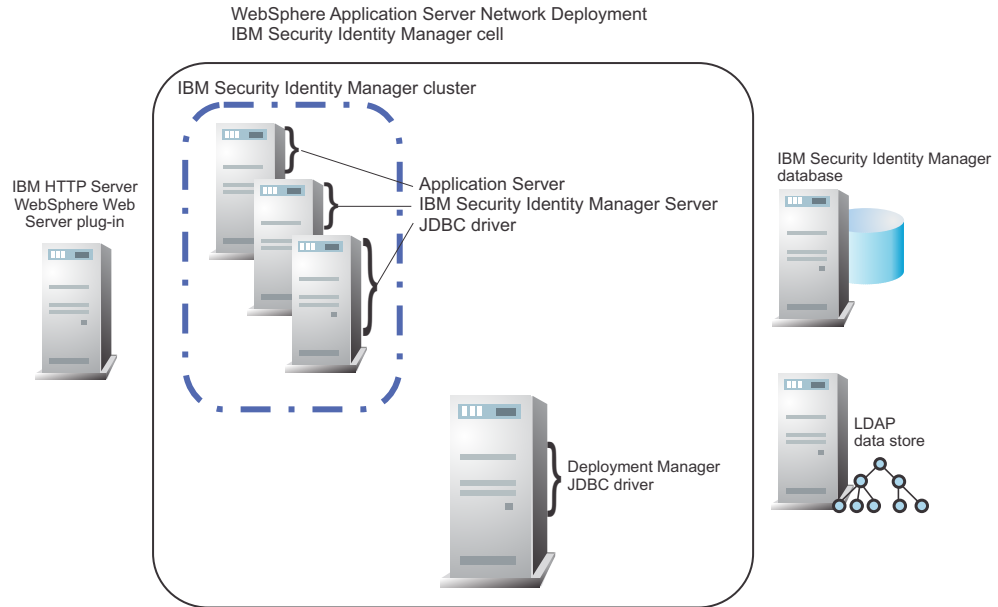 WebSphere Application Server Network Deployment
IBM Security Identity Manager cell
IBM Security Identity Manager cluster
IBM HTTP Server
WebSphere Web
Server plug-in
Application Server
IBM Security Identity Manager Server
JDBC driver
IBM Security Identity Manager
database
LDAP
data store
Deployment Manager
JDBC driver